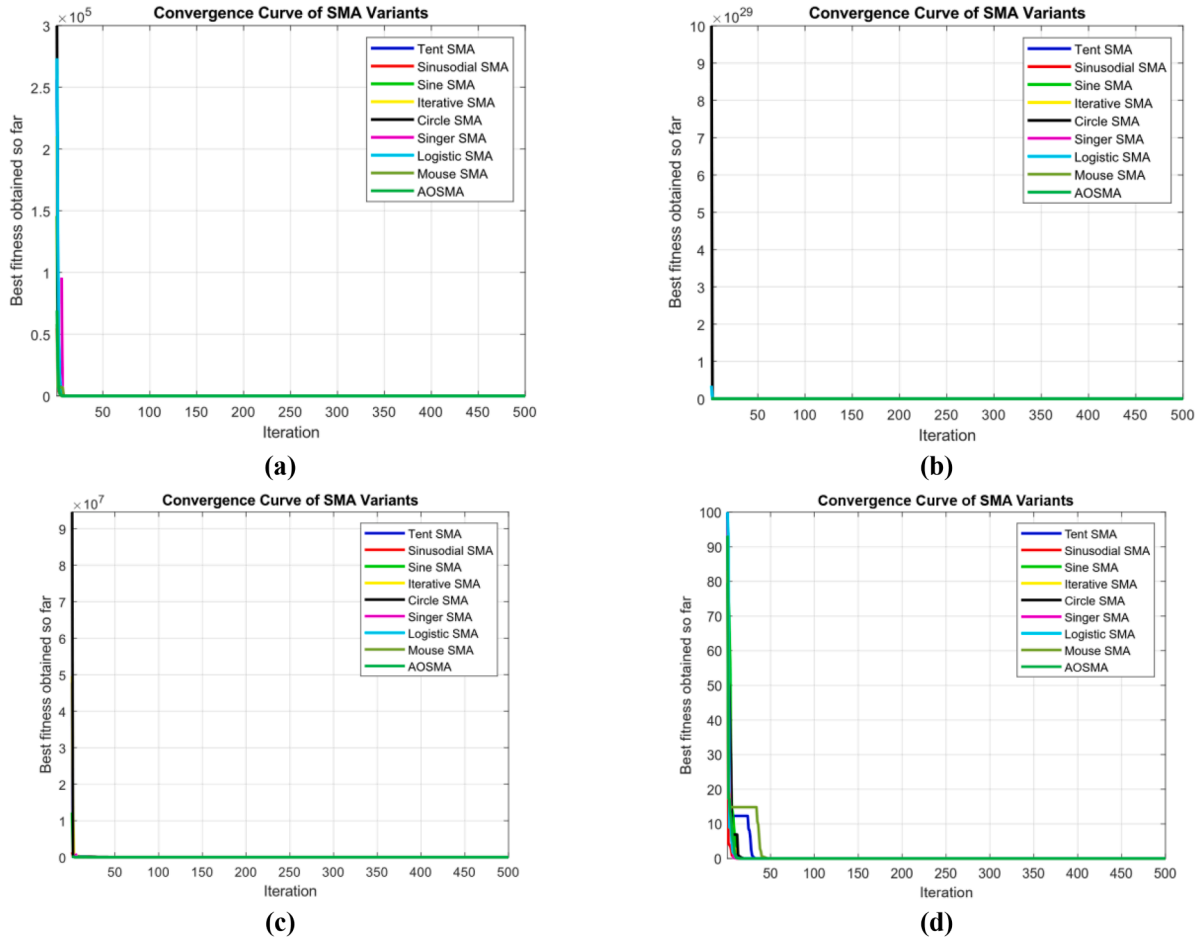 Convergence Curve of SMA Variants
×10⁵
3
2.5
2
1.5
1
0.5
0
Best fitness obtained so far
Tent SMA
Sinusodial SMA
Sine SMA
Iterative SMA
Circle SMA
Singer SMA
Logistic SMA
Mouse SMA
AOSMA
50 100 150 200 250 300 350 400 450 500
Iteration
(a)
Convergence Curve of SMA Variants
×10²⁹
10
9
8
7
6
5
4
3
2
1
0
Best fitness obtained so far
Tent SMA
Sinusodial SMA
Sine SMA
Iterative SMA
Circle SMA
Singer SMA
Logistic SMA
Mouse SMA
AOSMA
50 100 150 200 250 300 350 400 450 500
Iteration
(b)
Convergence Curve of SMA Variants
×10⁷
9
8
7
6
5
4
3
2
1
0
Best fitness obtained so far
Tent SMA
Sinusodial SMA
Sine SMA
Iterative SMA
Circle SMA
Singer SMA
Logistic SMA
Mouse SMA
AOSMA
50 100 150 200 250 300 350 400 450 500
Iteration
(c)
Convergence Curve of SMA Variants
100
90
80
70
60
50
40
30
20
10
0
Best fitness obtained so far
Tent SMA
Sinusodial SMA
Sine SMA
Iterative SMA
Circle SMA
Singer SMA
Logistic SMA
Mouse SMA
AOSMA
50 100 150 200 250 300 350 400 450 500
Iteration
(d)